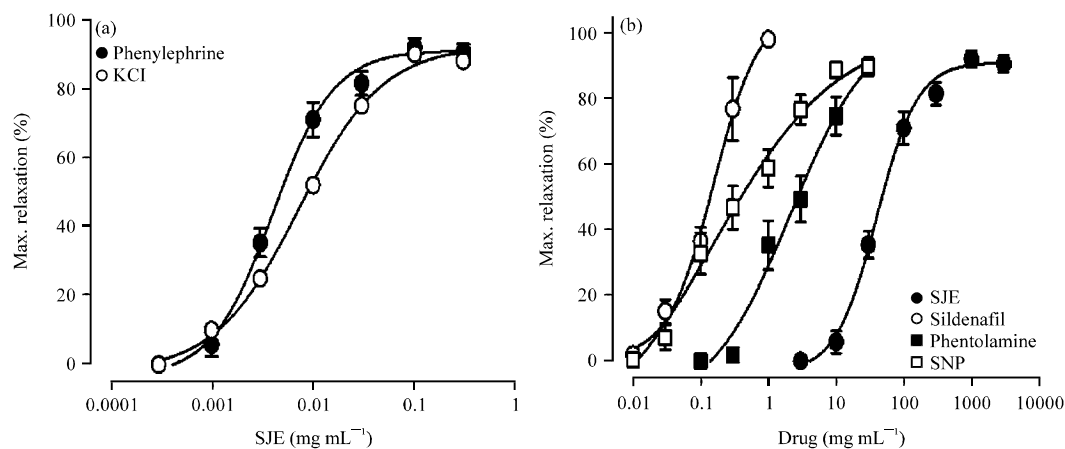 (a)
Phenylephrine
KCI
100
80
60
40
20
0
Max. relaxation (%)
0.0001 0.001 0.01 0.1 1
SJE (mg mL⁻¹)
(b)
100
80
60
40
20
0
Max. relaxation (%)
SJE
Sildenafil
Phentolamine
SNP
0.01 0.1 1 10 100 1000 10000
Drug (mg mL⁻¹)